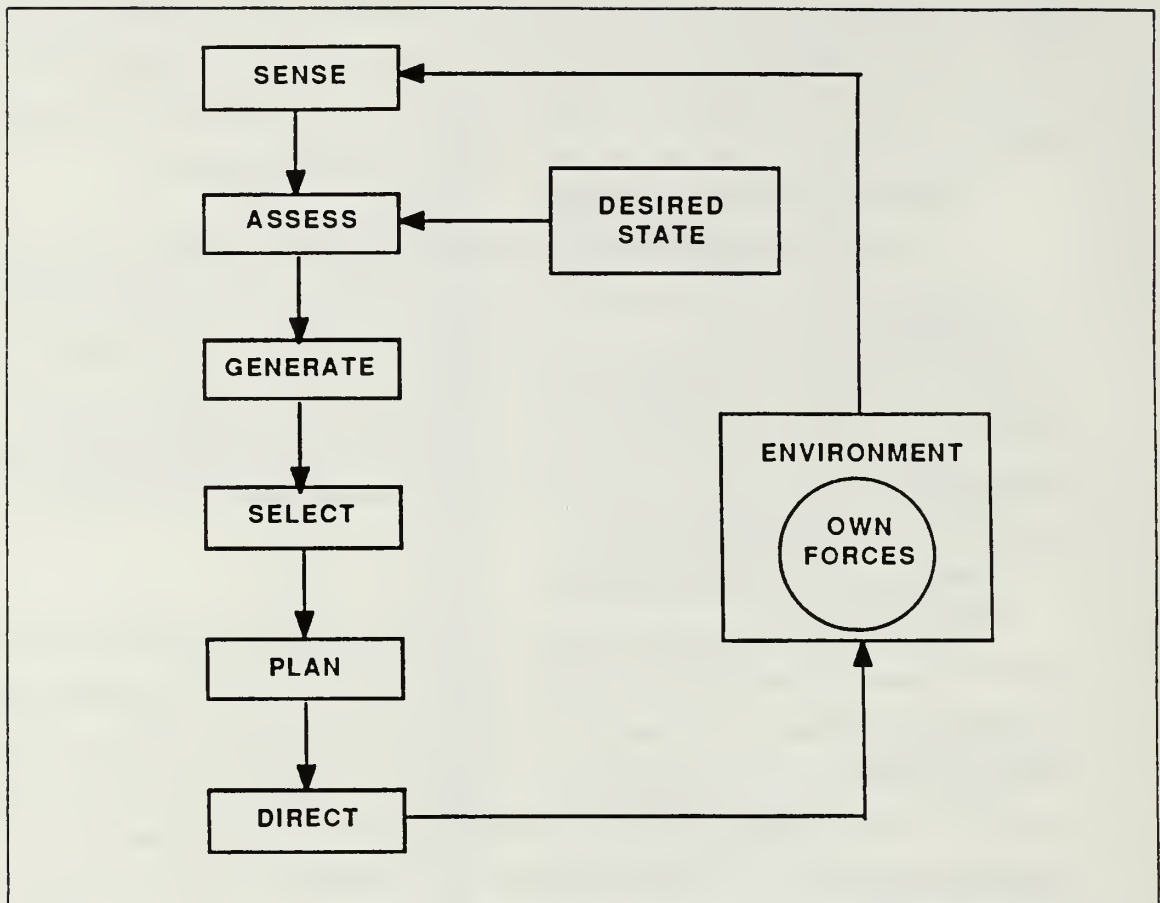 SENSE
ASSESS
DESIRED
STATE
GENERATE
ENVIRONMENT
SELECT
OWN
FORCES
PLAN
DIRECT